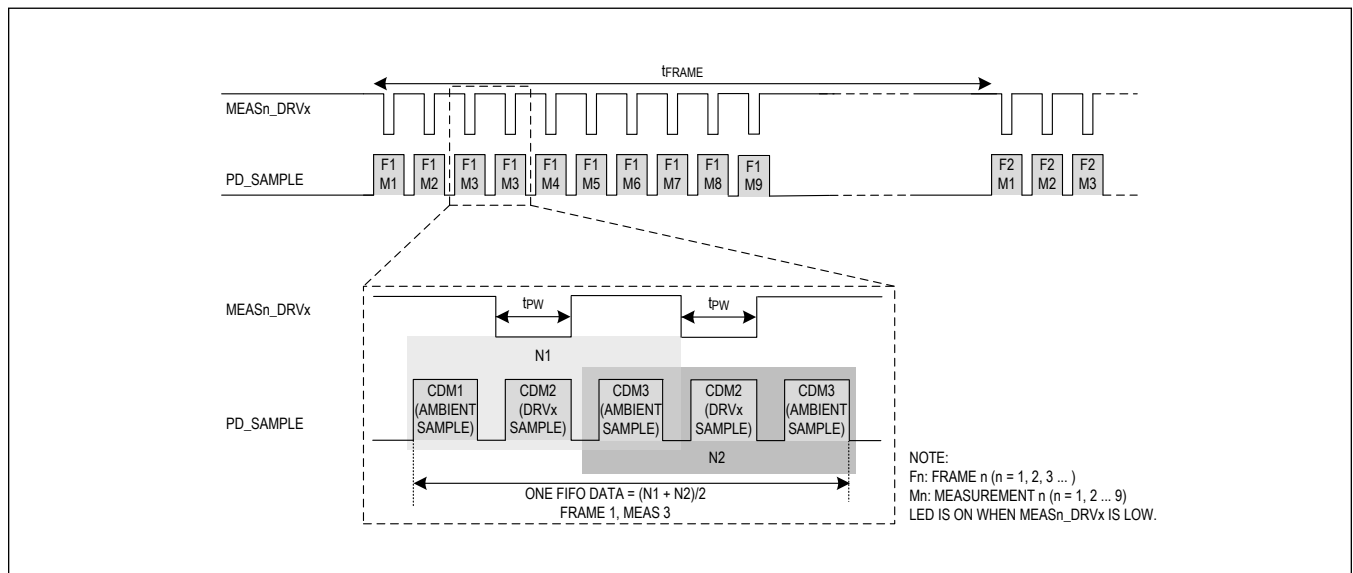 tFRAME
MEASn_DRVx
PD_SAMPLE
F1 F1 F1 F1 F1 F1 F1 F1 F1 F1 F2 F2 F2
M1 M2 M3 M3 M4 M5 M6 M7 M8 M9 M1 M2 M3
MEASn_DRVx
tPW tPW
N1
PD_SAMPLE
CDM1
(AMBIENT
SAMPLE)
CDM2
(DRVx
SAMPLE)
CDM3
(AMBIENT
SAMPLE)
CDM2
(DRVx
SAMPLE)
CDM3
(AMBIENT
SAMPLE)
N2
ONE FIFO DATA = (N1 + N2)/2
FRAME 1, MEAS 3
NOTE:
Fn: FRAME n (n = 1, 2, 3 ... )
Mn: MEASUREMENT n (n = 1, 2 ... 9)
LED IS ON WHEN MEASn_DRVx IS LOW.